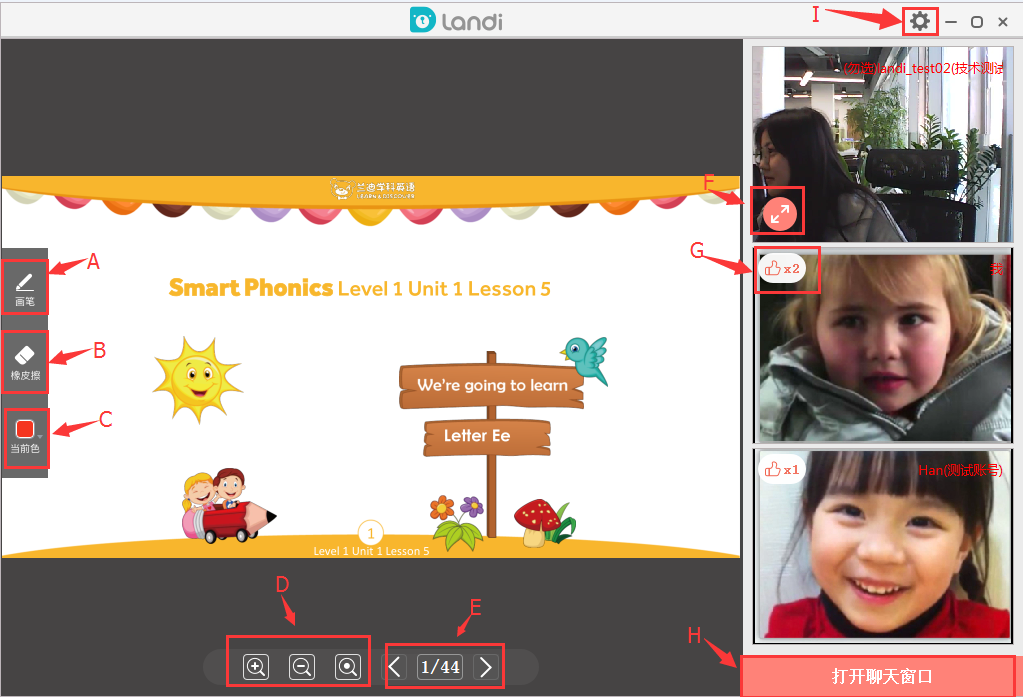 I
Landi
(勿选)landi_test02(技术测试
兰迪学科英语
F
G
x2
我
A
画笔
Smart Phonics Level 1 Unit 1 Lesson 5
B
橡皮擦
We're going to learn
C
当前色
Letter Ee
x1
Han(测试账号)
1
Level 1 Unit 1 Lesson 5
D
E
H
1/44
打开聊天窗口